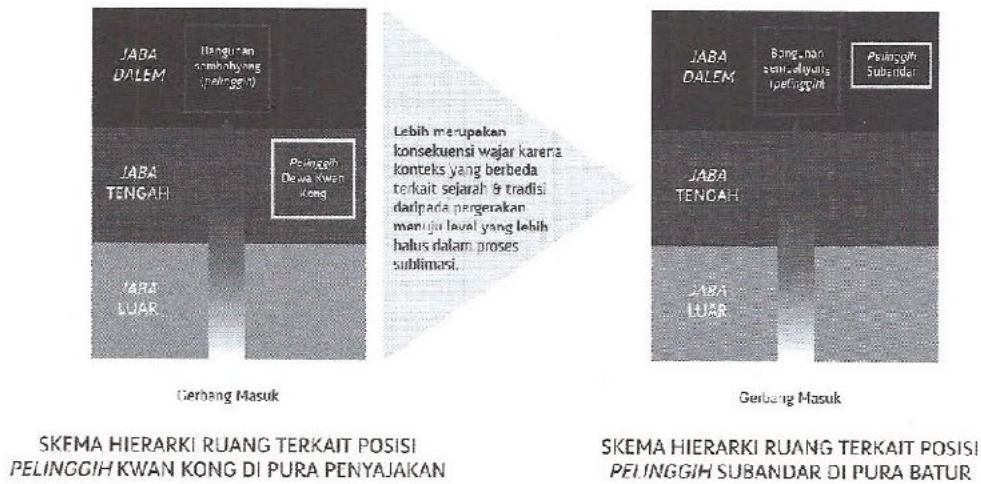 JABA
DALEM
Bangunan
sembahyang
(pelinggih)
JABA
TENGAH
Pelinggih
Dewa Kwan
Kong
JABA
LUAR
Gerbang Masuk
SKEMA HIERARKI RUANG TERKAIT POSISI
PELINGGIH KWAN KONG DI PURA PENYAJAKAN
Lebih merupakan
konsekuensi wajar karena
konteks yang berbeda
terkait sejarah & tradisi
daripada pergerakan
menuju level yang lebih
halus dalam proses
sublimasi.
JABA
DALEM
Bangunan
sembahyang
(pelinggih)
Pelinggih
Subandar
JABA
TENGAH
JABA
LUAR
Gerbang Masuk
SKEMA HIERARKI RUANG TERKAIT POSISI
PELINGGIH SUBANDAR DI PURA BATUR